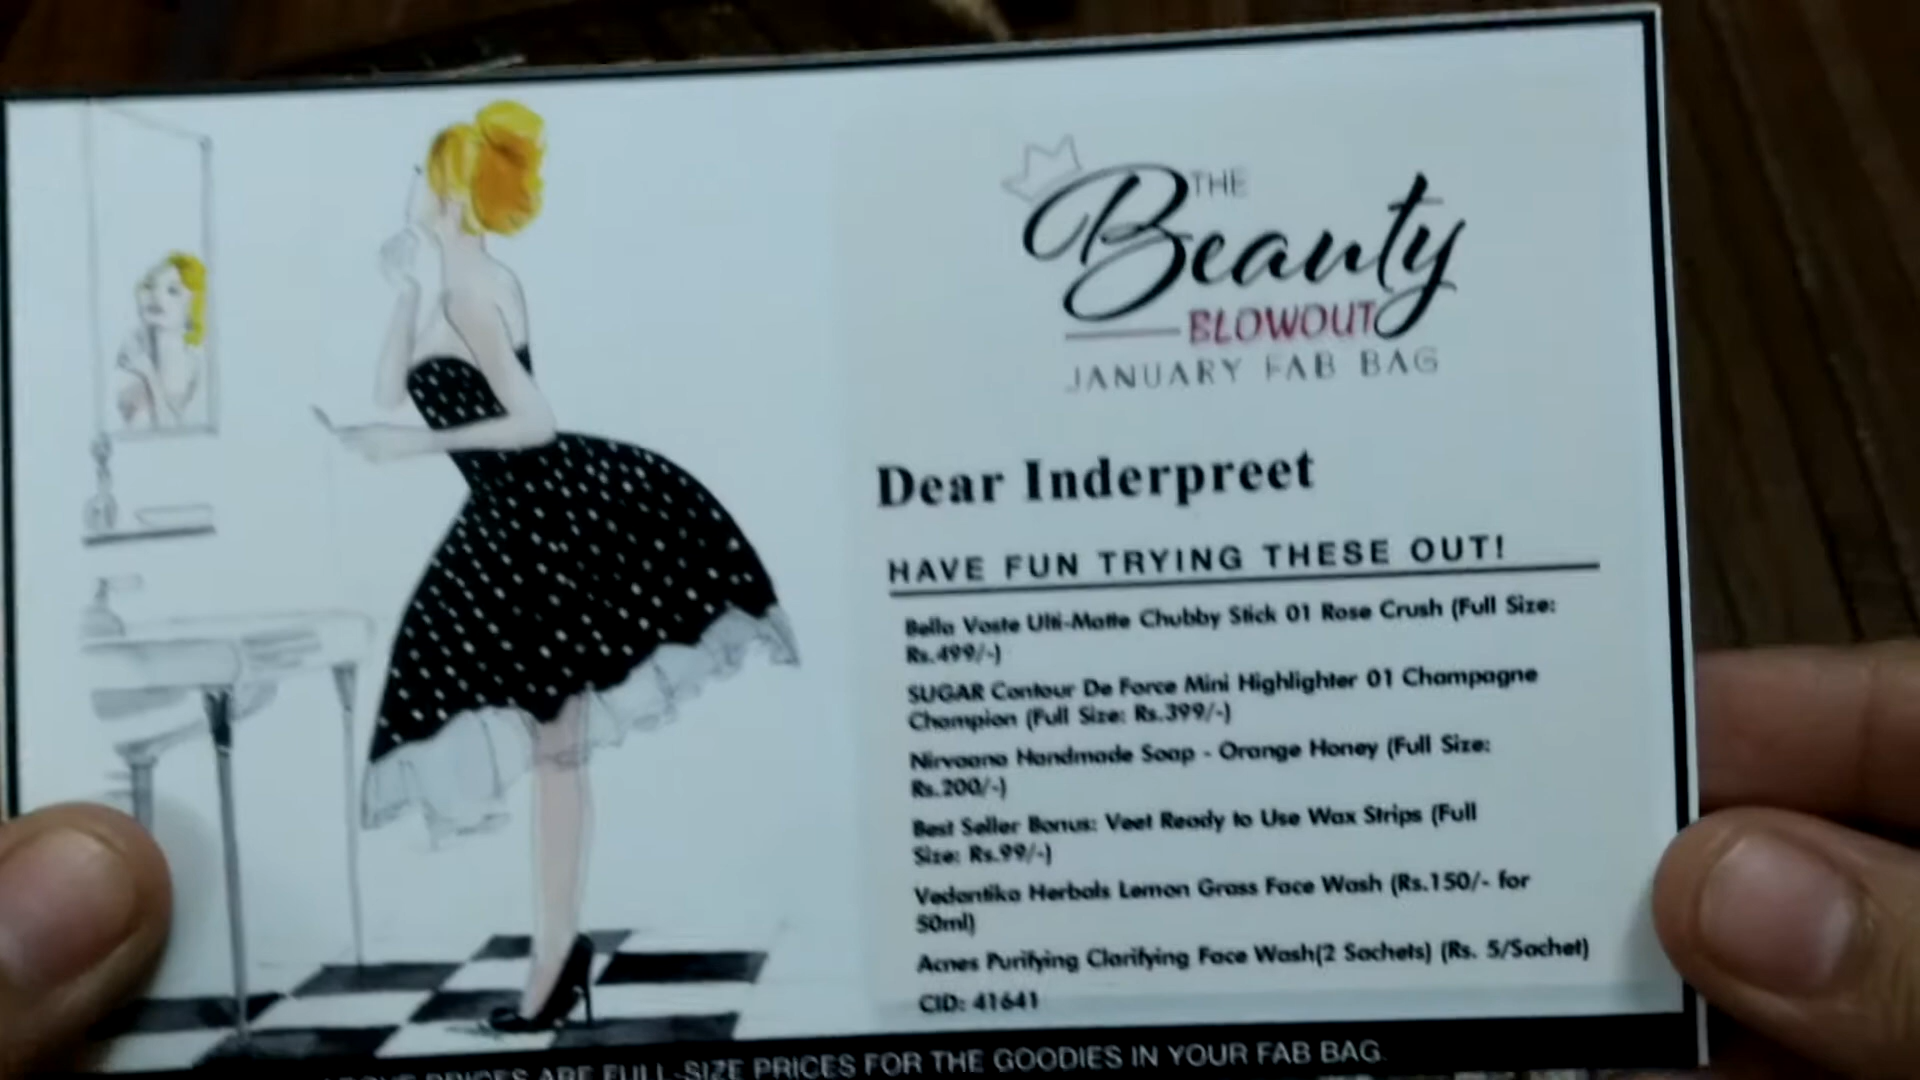 THE
Beauty
BLOWOUT
JANUARY FAB BAG
Dear Inderpreet
HAVE FUN TRYING THESE OUT!
Bella Voste Ulti-Matte Chubby Stick 01 Rose Crush (Full Size:
Rs.499/-)
SUGAR Contour De Force Mini Highlighter 01 Champagne
Champion (Full Size: Rs.399/-)
Nirvaana Handmade Soap - Orange Honey (Full Size:
Rs.200/-)
Best Seller Bonus: Veet Ready to Use Wax Strips (Full
Size: Rs.99/-)
Vedantika Herbals Lemon Grass Face Wash (Rs.150/- for
50ml)
Acnes Purifying Clarifying Face Wash(2 Sachets) (Rs. 5/Sachet)
CID: 41641
PRICES ARE FULL-SIZE PRICES FOR THE GOODIES IN YOUR FAB BAG.